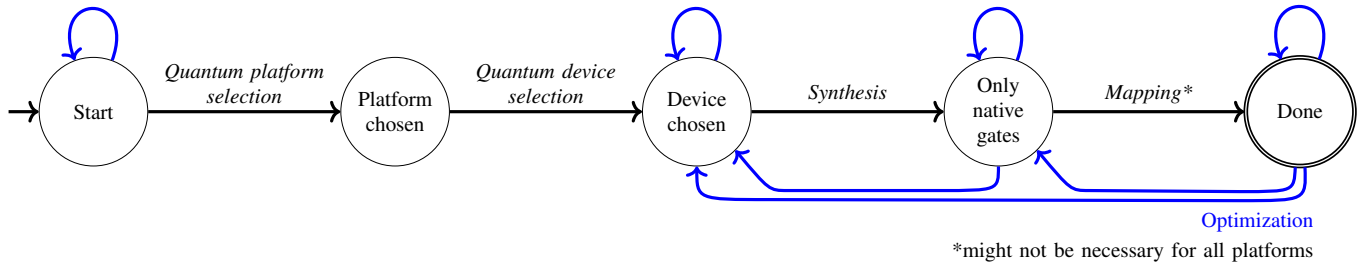 Start
Quantum platform
selection
Platform
chosen
Quantum device
selection
Device
chosen
Synthesis
Only
native
gates
Mapping*
Done
Optimization
*might not be necessary for all platforms